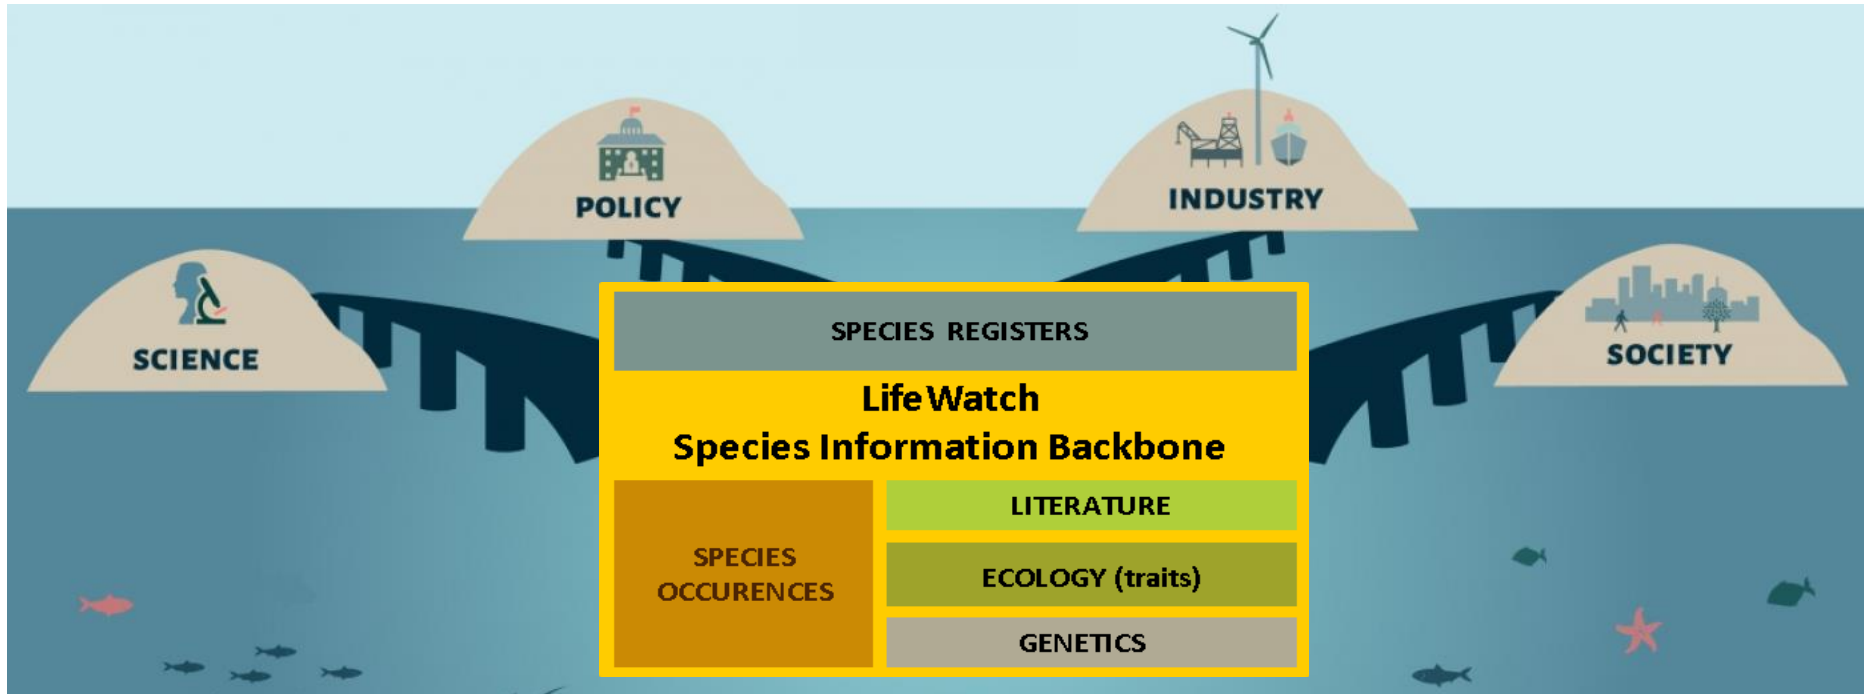 POLICY
INDUSTRY
SCIENCE
SOCIETY
SPECIES REGISTERS
LifeWatch
Species Information Backbone
SPECIES
OCCURENCES
LITERATURE
ECOLOGY (traits)
GENETICS